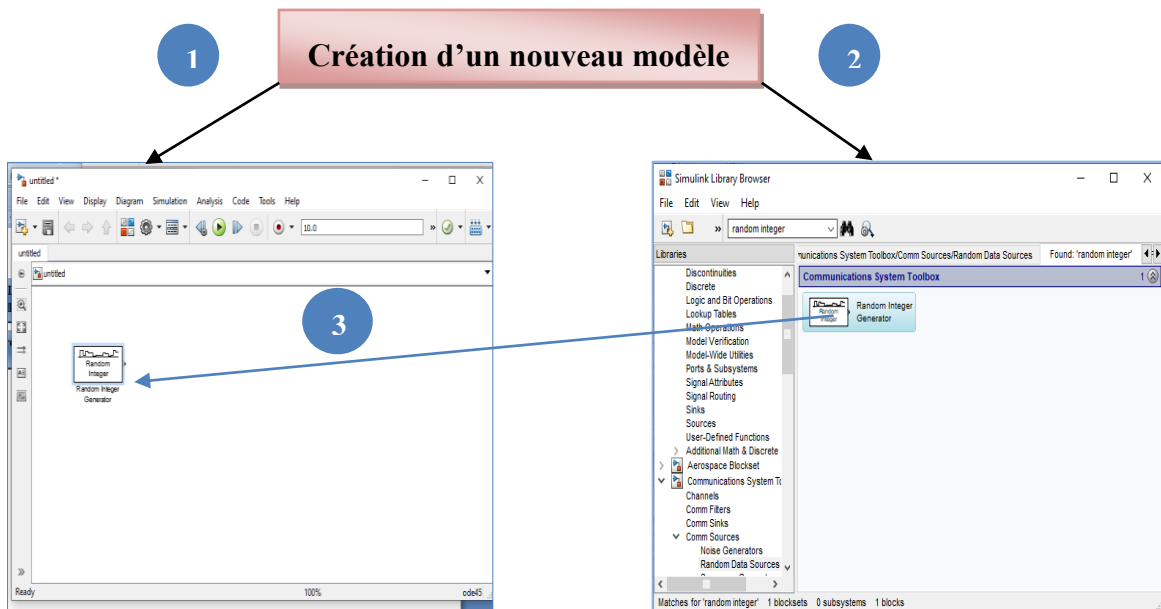 1
Création d'un nouveau modèle
2
untitled *
File Edit View Display Diagram Simulation Analysis Code Tools Help
10.0
»
untitled
untitled
3
Random
Integer
Random Integer
Generator
»
Ready 100% ode45
Simulink Library Browser
File Edit View Help
» random integer
Libraries
unications System Toolbox/Comm Sources/Random Data Sources Found: 'random integer'
Discontinuities
Discrete
Logic and Bit Operations
Lookup Tables
Math Operations
Model Verification
Model-Wide Utilities
Ports & Subsystems
Signal Attributes
Signal Routing
Sinks
Sources
User-Defined Functions
Additional Math & Discrete
Aerospace Blockset
Communications System To
Channels
Comm Filters
Comm Sinks
Comm Sources
Noise Generators
Random Data Sources
Communications System Toolbox 1
Random
Integer
Random Integer
Generator
Matches for 'random integer' 1 blocksets 0 subsystems 1 blocks